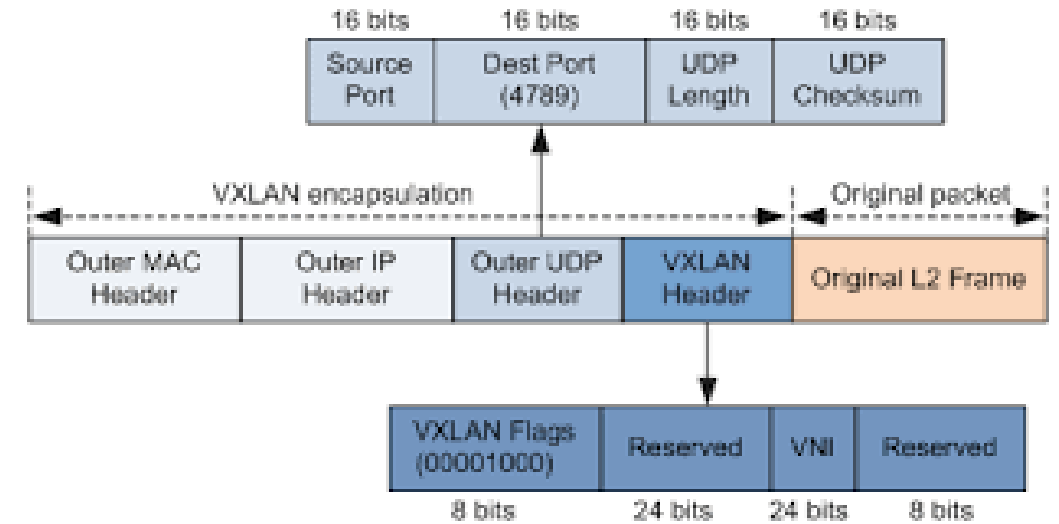 16 bits 16 bits 16 bits 16 bits
Source Port
Dest Port (4789)
UDP Length
UDP Checksum
VXLAN encapsulation
Original packet
Outer MAC Header
Outer IP Header
Outer UDP Header
VXLAN Header
Original L2 Frame
VXLAN Flags (00001000)
Reserved
VNI
Reserved
8 bits 24 bits 24 bits 8 bits